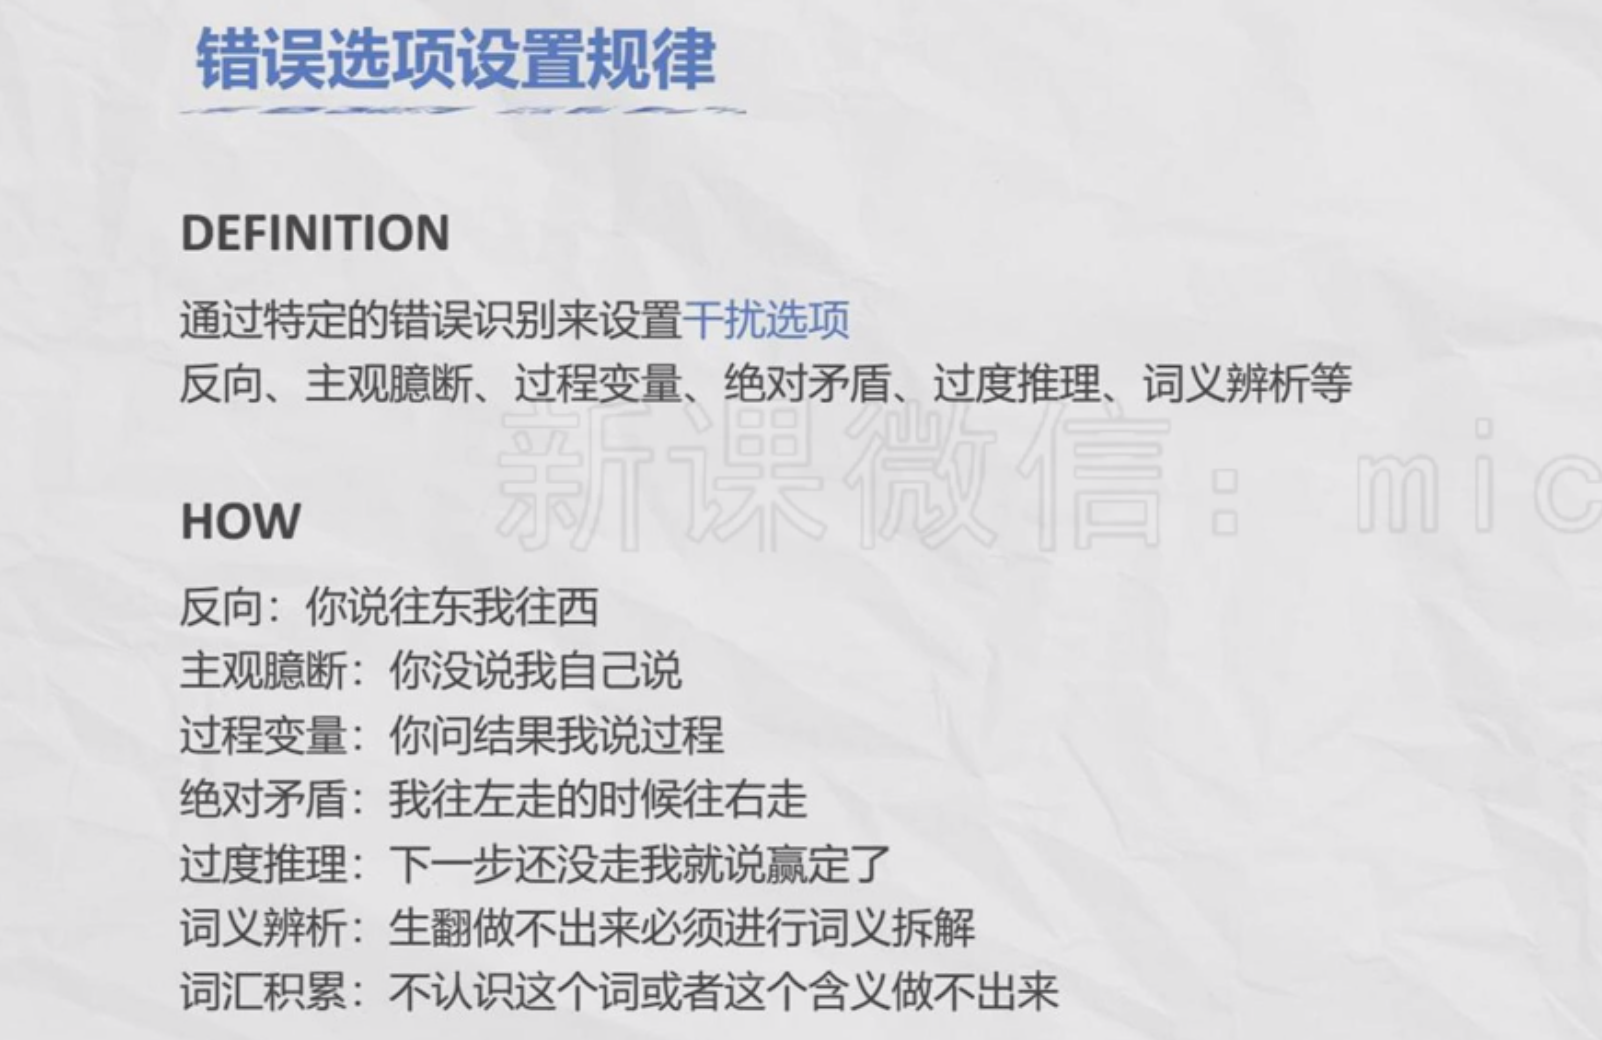 错误选项设置规律
DEFINITION
通过特定的错误识别来设置干扰选项
反向、主观臆断、过程变量、绝对矛盾、过度推理、词义辨析等
新课微信：mic
HOW
反向：你说往东我往西
主观臆断：你没说我自己说
过程变量：你问结果我说过程
绝对矛盾：我往左走的时候往右走
过度推理：下一步还没走我就说赢定了
词义辨析：生翻做不出来必须进行词义拆解
词汇积累：不认识这个词或者这个含义做不出来